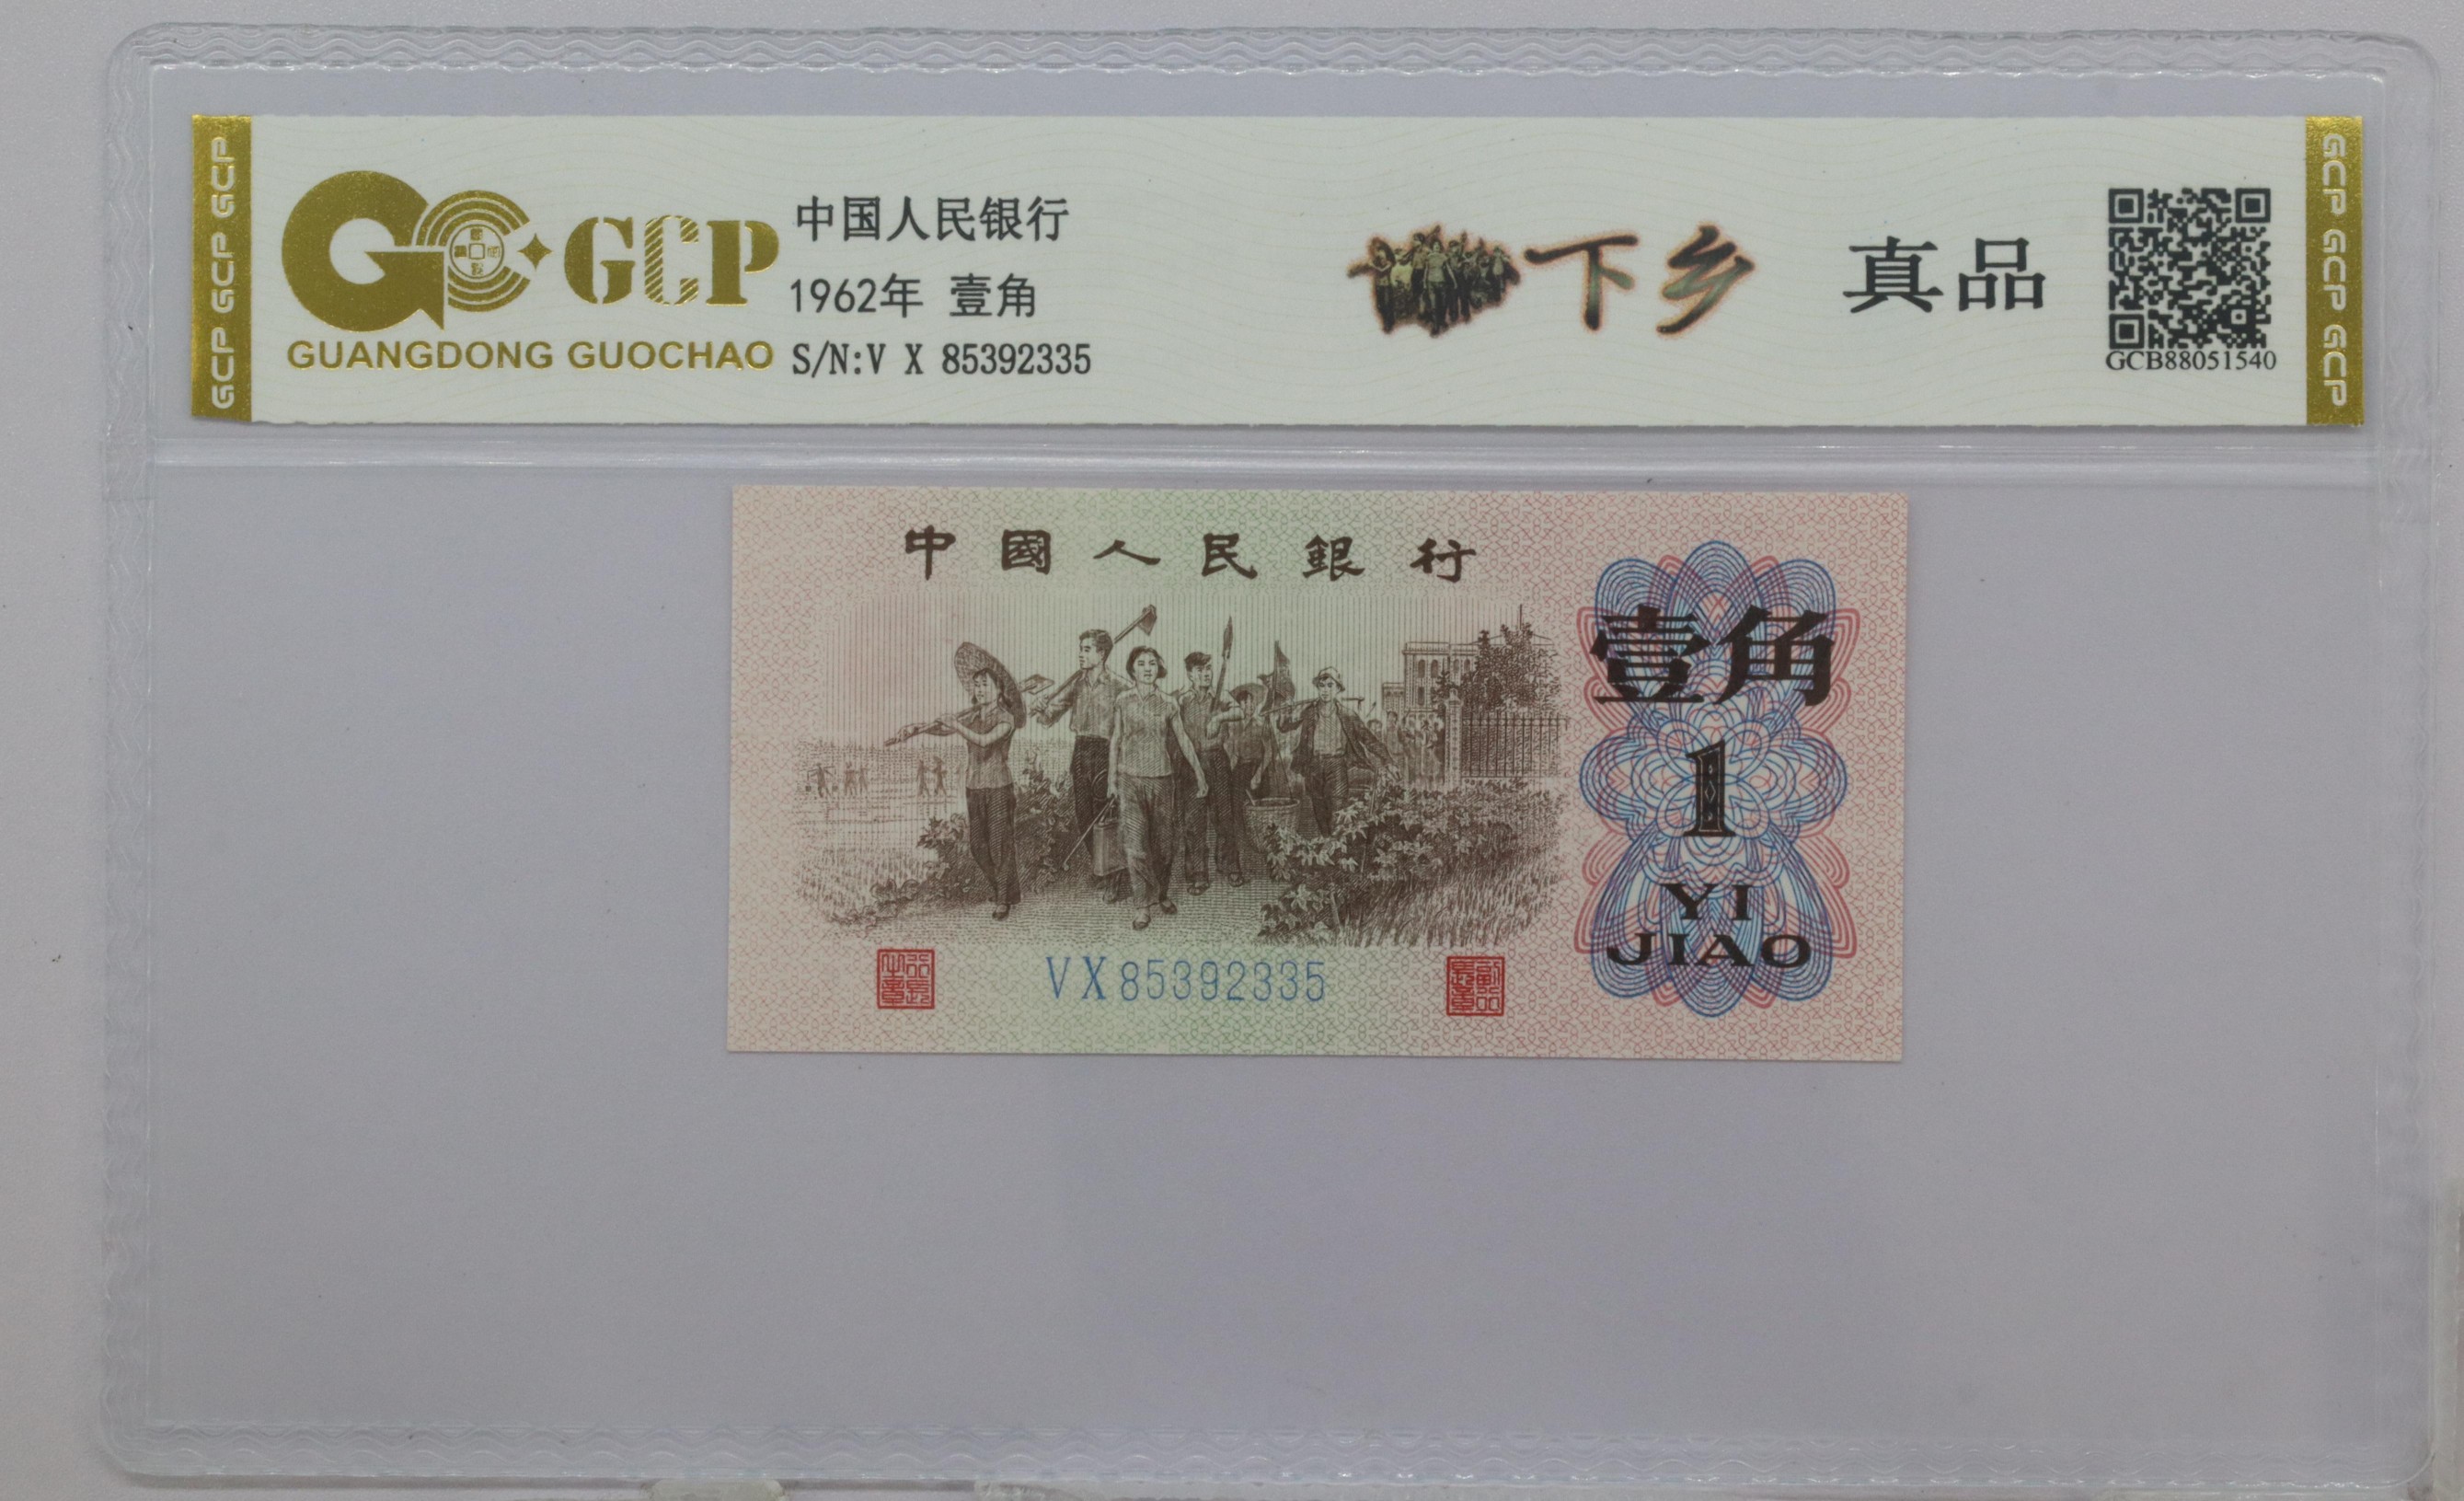 GCP GCP GCP
GCP
GUANGDONG GUOCHAO
中国人民银行
1962年 壹角
S/N:V X 85392335
下乡
真品
GCB88051540
GCP GCP GCP
中國人民銀行
壹角
1
YI
JIAO
VX85392335